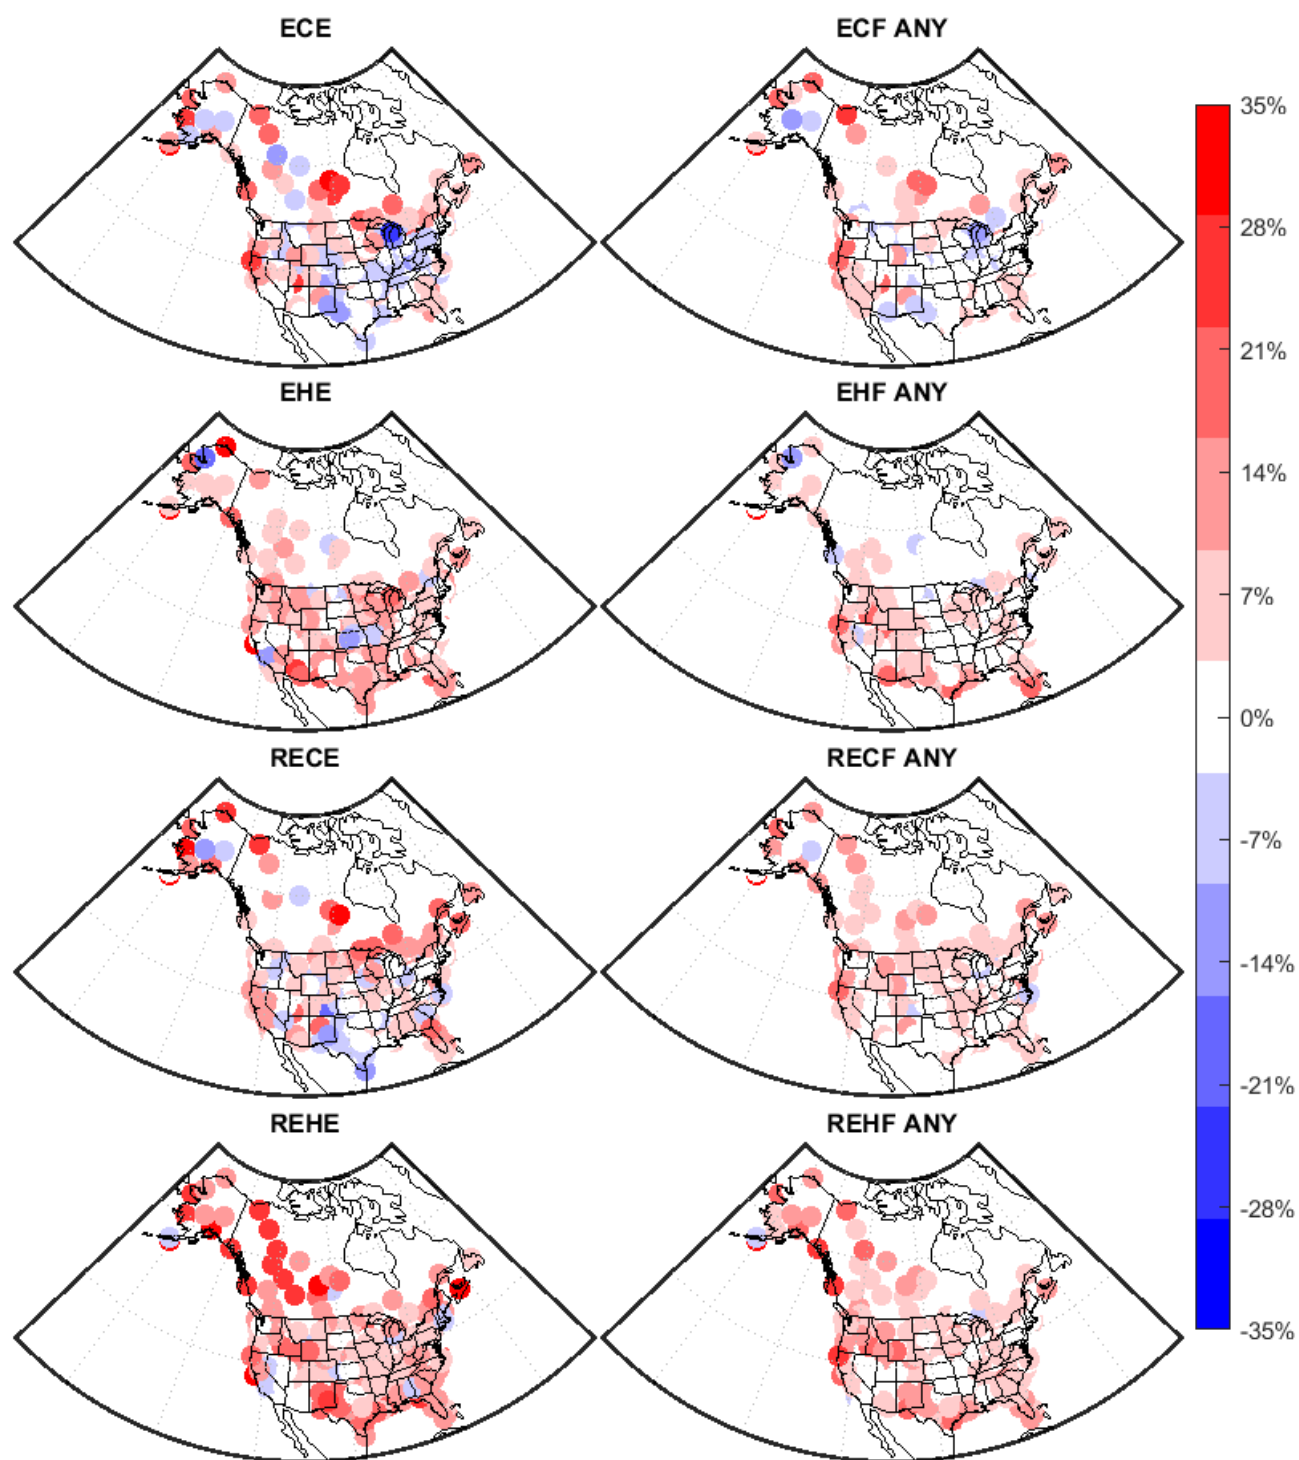 ECE
ECF ANY
EHE
EHF ANY
RECE
RECF ANY
REHE
REHF ANY
35%
28%
21%
14%
7%
0%
-7%
-14%
-21%
-28%
-35%